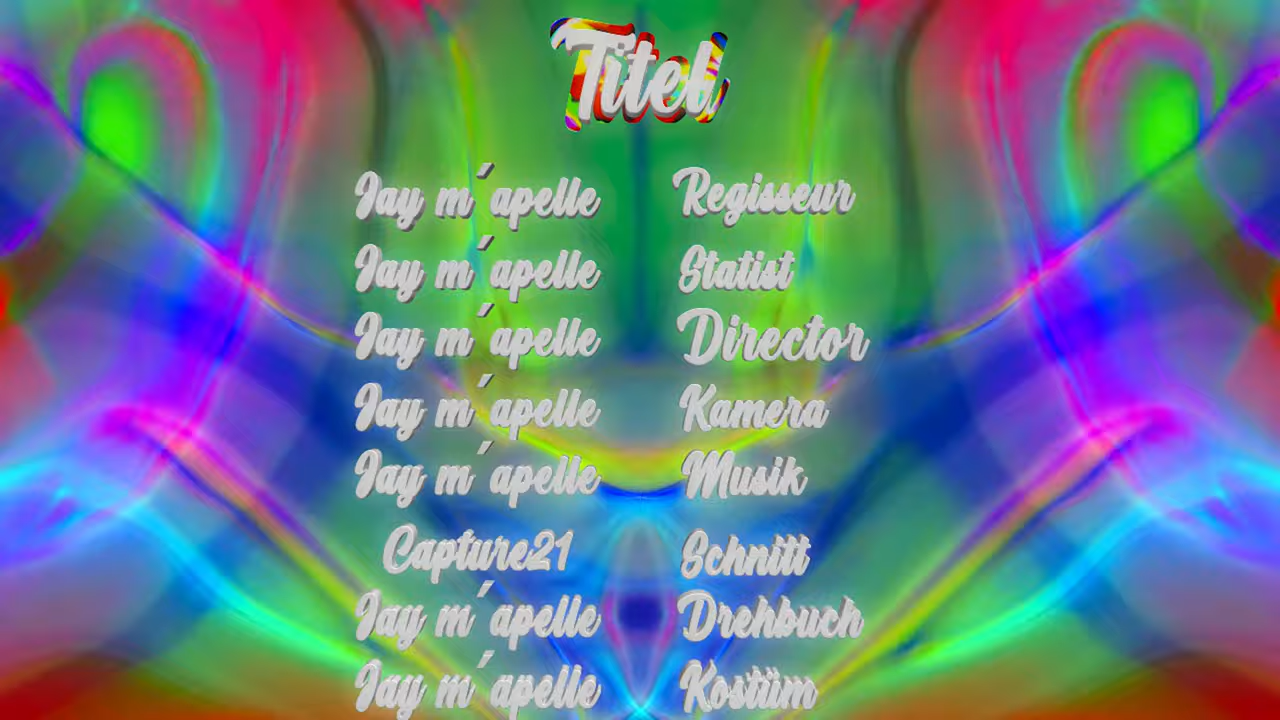 Titel
Jay m´apelle Regisseur
Jay m´apelle Statist
Jay m´apelle Director
Jay m´apelle Kamera
Jay m´apelle Musik
Capture21 Schnitt
Jay m´apelle Drehbuch
Jay m´apelle Kostüm